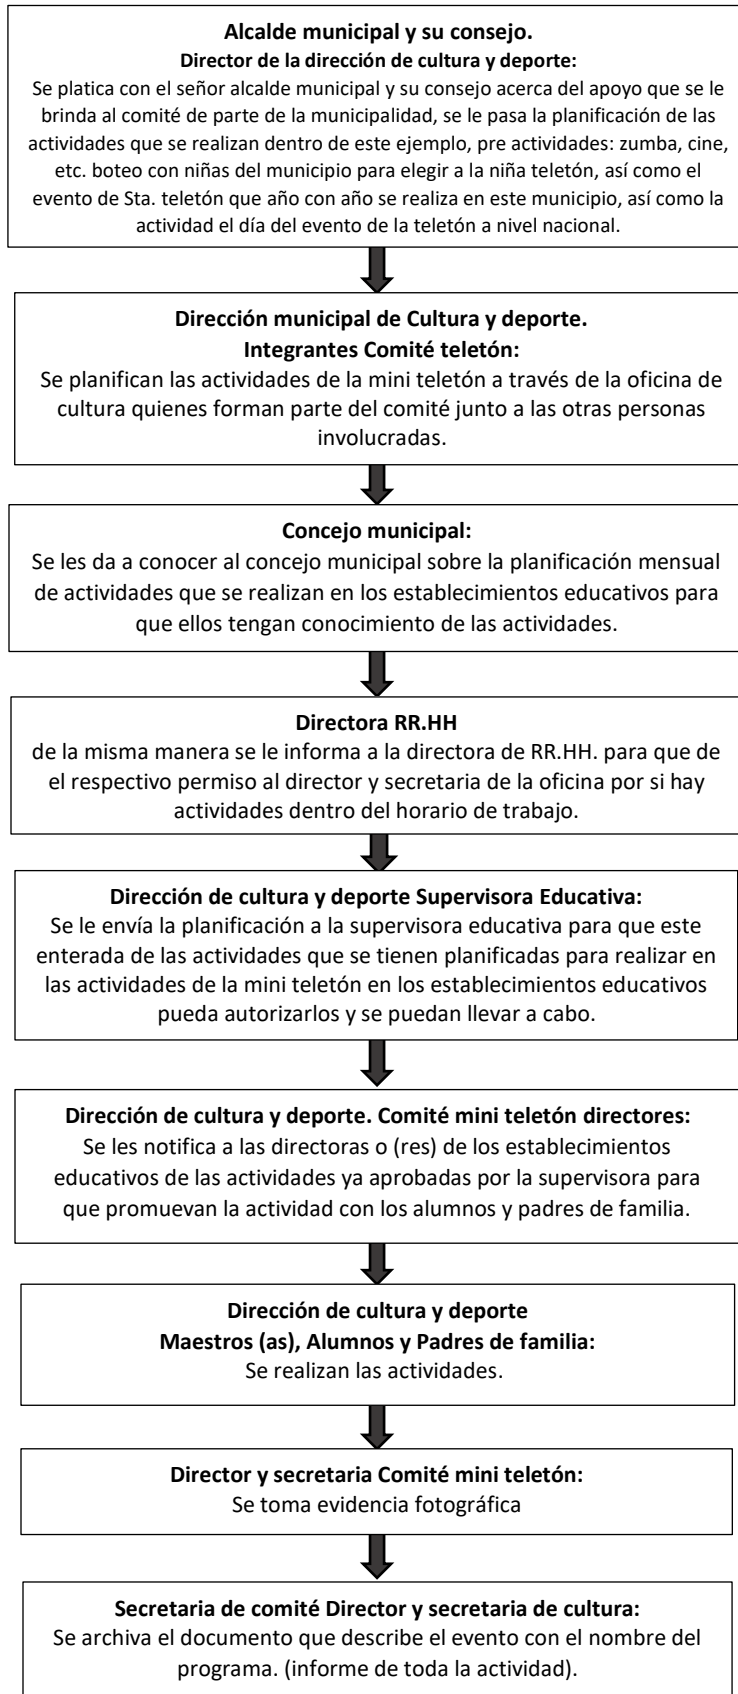 Alcalde municipal y su consejo.
Director de la dirección de cultura y deporte:
Se platica con el señor alcalde municipal y su consejo acerca del apoyo que se le
brinda al comité de parte de la municipalidad, se le pasa la planificación de las
actividades que se realizan dentro de este ejemplo, pre actividades: zumba, cine,
etc. boteo con niñas del municipio para elegir a la niña teletón, así como el
evento de Sta. teletón que año con año se realiza en este municipio, así como la
actividad el día del evento de la teletón a nivel nacional.
Dirección municipal de Cultura y deporte.
Integrantes Comité teletón:
Se planifican las actividades de la mini teletón a través de la oficina de
cultura quienes forman parte del comité junto a las otras personas
involucradas.
Concejo municipal:
Se les da a conocer al concejo municipal sobre la planificación mensual
de actividades que se realizan en los establecimientos educativos para
que ellos tengan conocimiento de las actividades.
Directora RR.HH
de la misma manera se le informa a la directora de RR.HH. para que de
el respectivo permiso al director y secretaria de la oficina por si hay
actividades dentro del horario de trabajo.
Dirección de cultura y deporte Supervisora Educativa:
Se le envía la planificación a la supervisora educativa para que este
enterada de las actividades que se tienen planificadas para realizar en
las actividades de la mini teletón en los establecimientos educativos
pueda autorizarlos y se puedan llevar a cabo.
Dirección de cultura y deporte. Comité mini teletón directores:
Se les notifica a las directoras o (res) de los establecimientos
educativos de las actividades ya aprobadas por la supervisora para
que promuevan la actividad con los alumnos y padres de familia.
Dirección de cultura y deporte
Maestros (as), Alumnos y Padres de familia:
Se realizan las actividades.
Director y secretaria Comité mini teletón:
Se toma evidencia fotográfica
Secretaria de comité Director y secretaria de cultura:
Se archiva el documento que describe el evento con el nombre del
programa. (informe de toda la actividad).